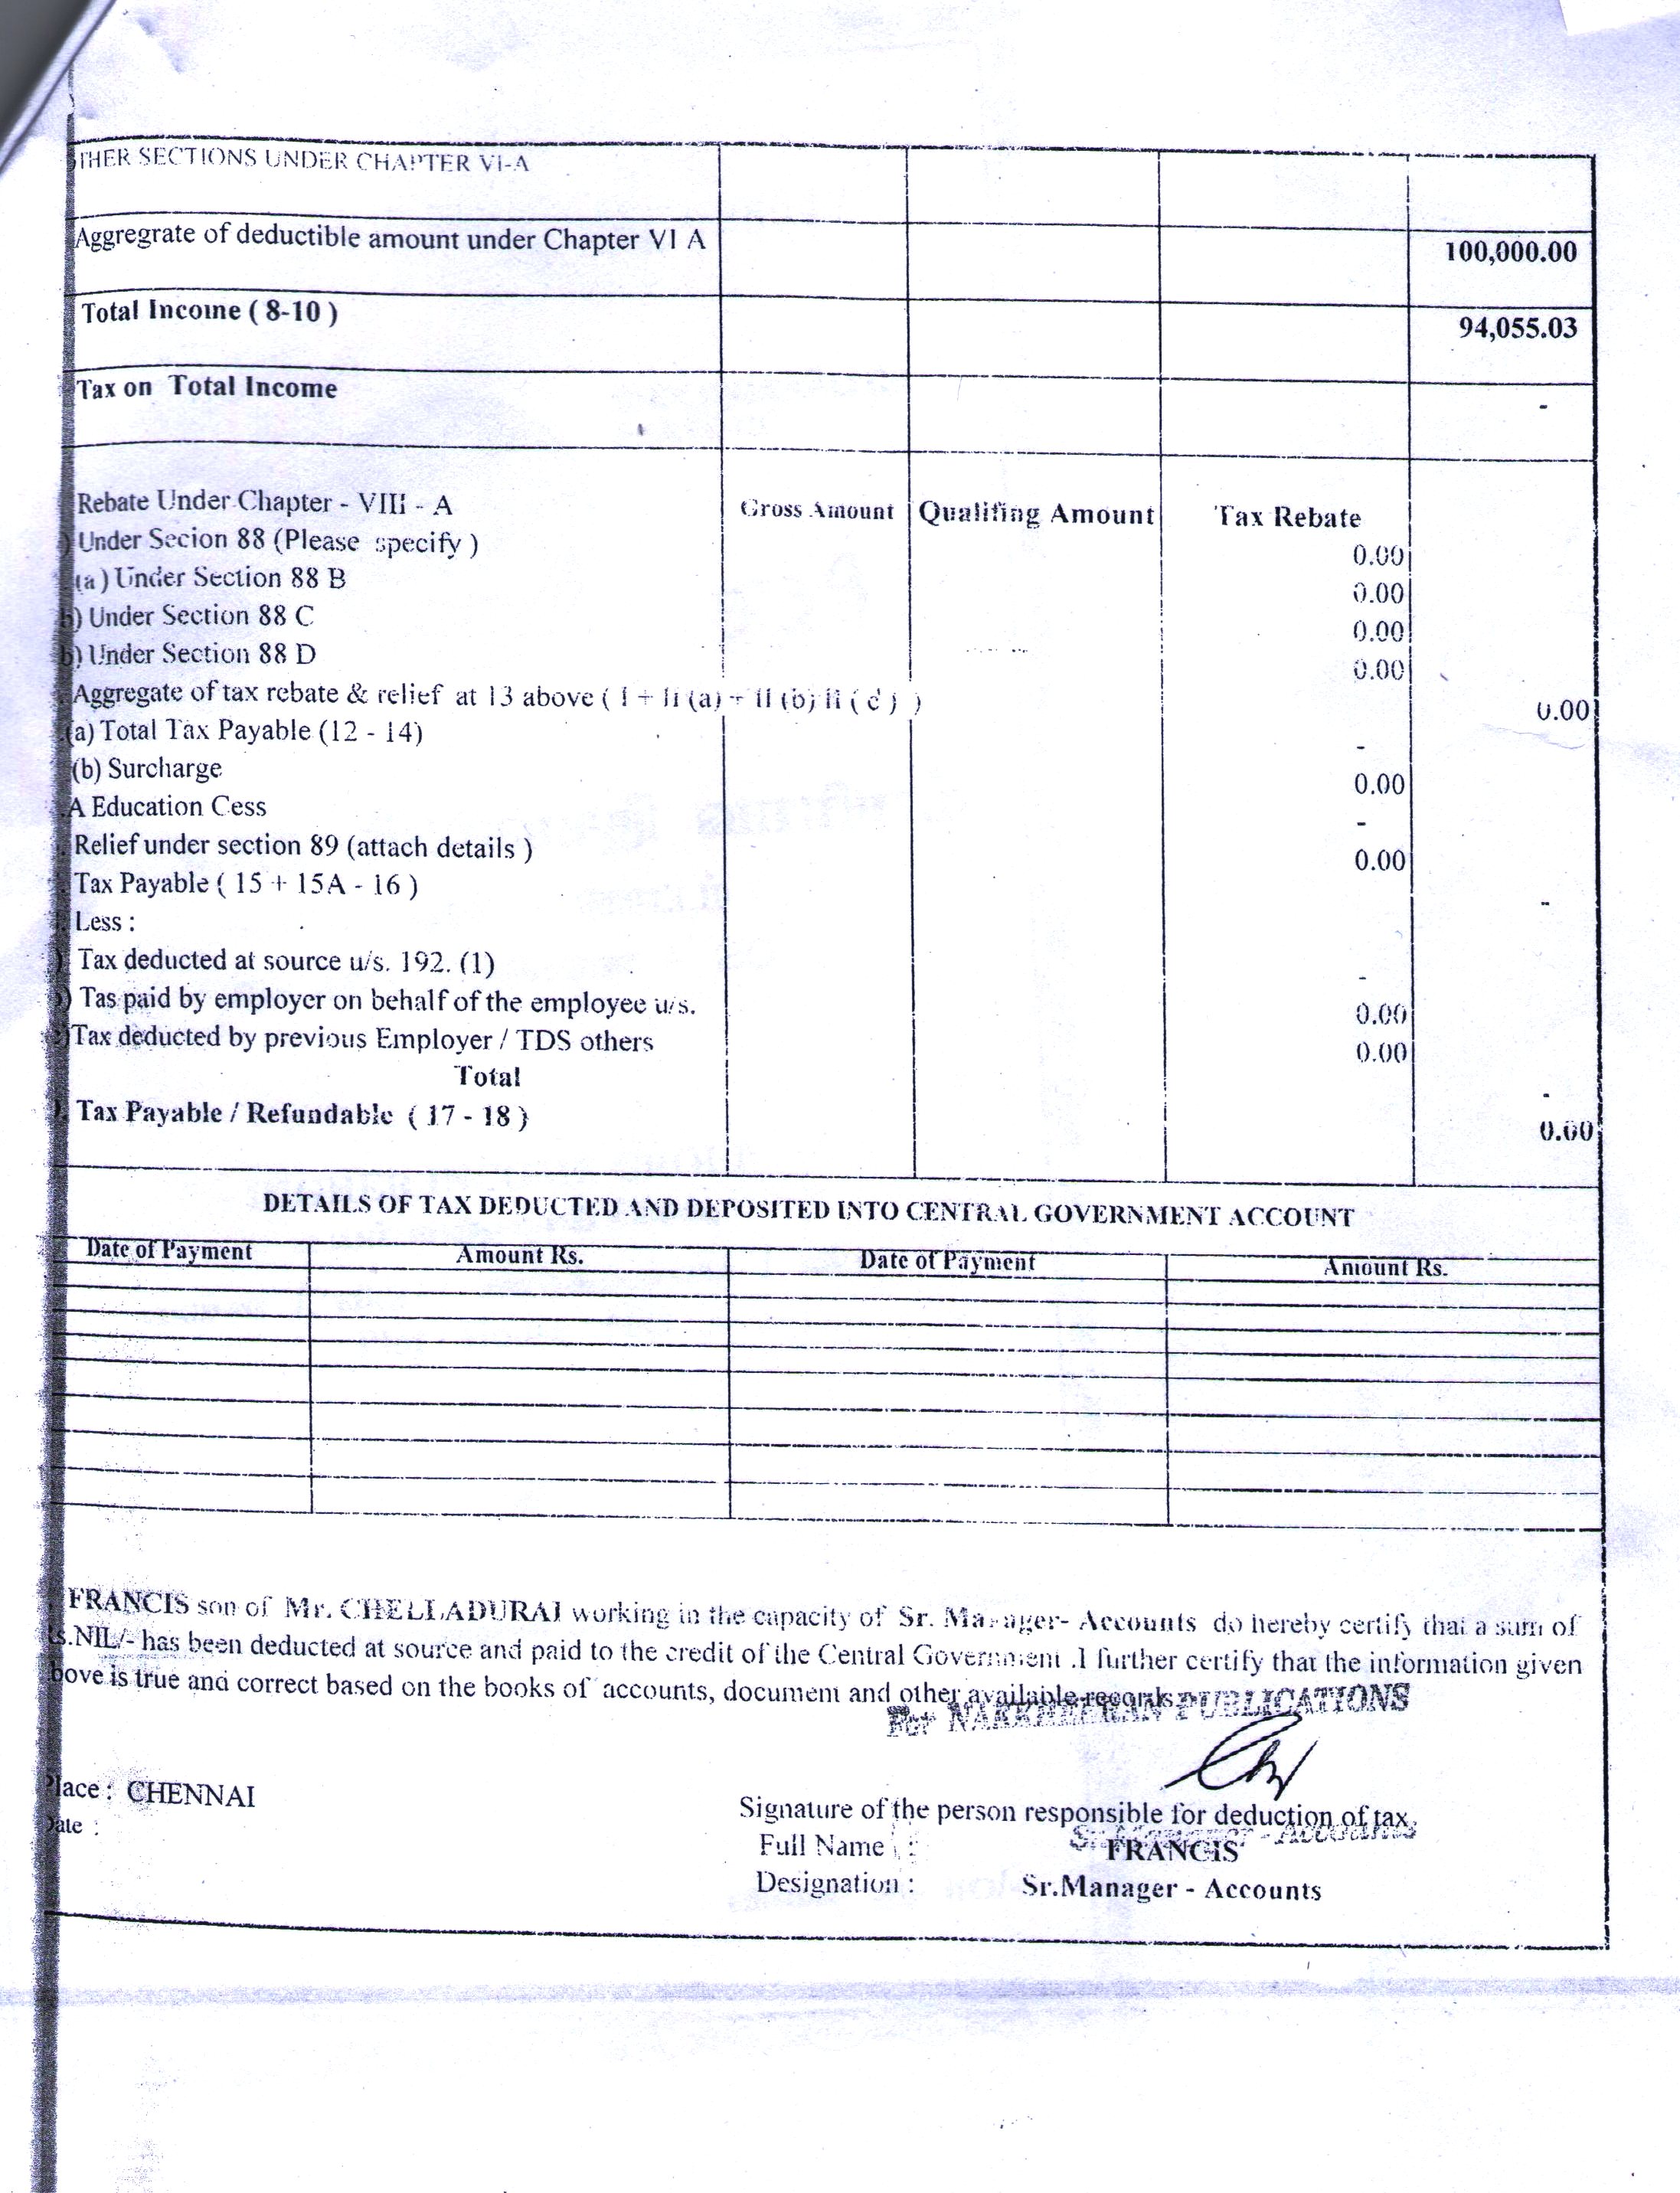 THER SECTIONS UNDER CHAPTER VI-A
Aggregrate of deductible amount under Chapter VI A 100,000.00
Total Income ( 8-10 ) 94,055.03
Tax on Total Income -
Rebate Under Chapter - VIII - A Gross Amount Qualifing Amount Tax Rebate
) Under Secion 88 (Please specify ) 0.00
(a ) Under Section 88 B 0.00
b) Under Section 88 C 0.00
b) Under Section 88 D 0.00
Aggregate of tax rebate & relief at 13 above ( I + II (a) + II (b) II ( c ) ) 0.00
(a) Total Tax Payable (12 - 14) -
(b) Surcharge 0.00
A Education Cess -
Relief under section 89 (attach details ) 0.00
Tax Payable ( 15 + 15A - 16 ) -
Less :
) Tax deducted at source u/s. 192. (1) -
) Tas paid by employer on behalf of the employee u/s. 0.00
)Tax deducted by previous Employer / TDS others 0.00
Total -
Tax Payable / Refundable ( 17 - 18 ) 0.00
DETAILS OF TAX DEDUCTED AND DEPOSITED INTO CENTRAL GOVERNMENT ACCOUNT
Date of Payment Amount Rs. Date of Payment Amount Rs.
FRANCIS son of Mr. CHELLADURAI working in the capacity of Sr. Manager- Accounts do hereby certify that a sum of
s.NIL/- has been deducted at source and paid to the credit of the Central Government .I further certify that the information given
bove is true and correct based on the books of accounts, document and other available records
For NAKKHEERAN PUBLICATIONS
Place : CHENNAI
Date :
Signature of the person responsible for deduction of tax
Sr. Manager - Accounts
Full Name : FRANCIS
Designation : Sr.Manager - Accounts